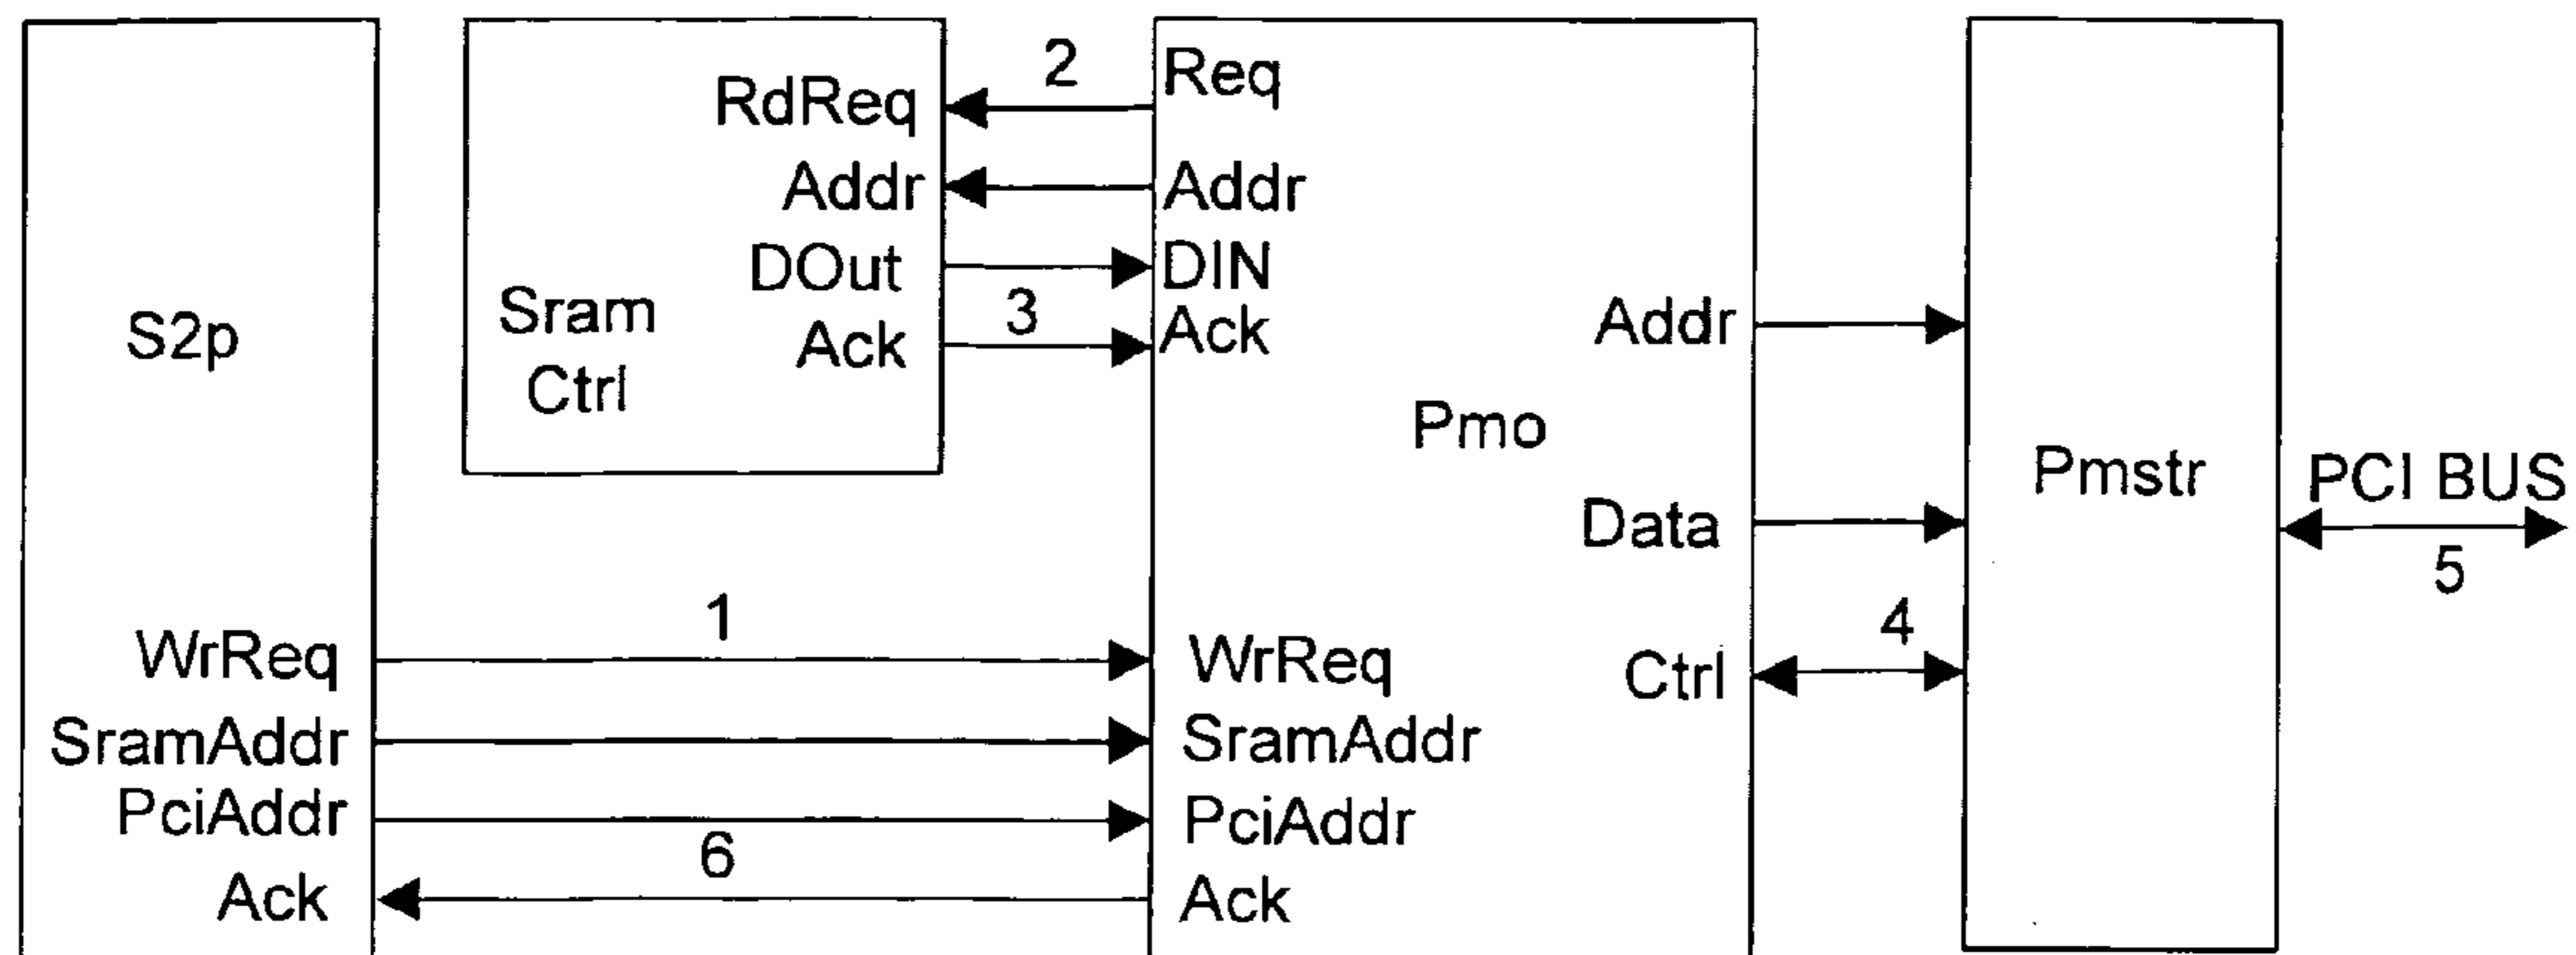 S2p
WrReq
SramAddr
PciAddr
Ack
RdReq
Addr
DOut
Ack
Sram
Ctrl
2
3
1
6
Req
Addr
DIN
Ack
Pmo
WrReq
SramAddr
PciAddr
Ack
Addr
Data
Ctrl
4
Pmstr
PCI BUS
5